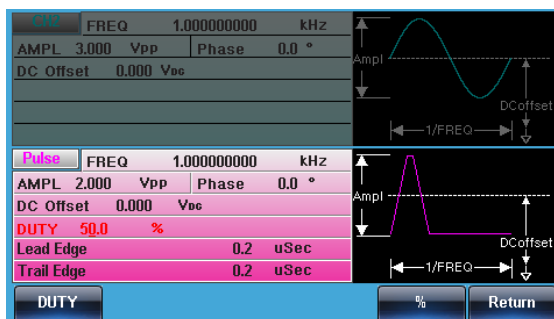 CH2 FREQ 1.000000000 kHz
AMPL 3.000 Vpp Phase 0.0 °
DC Offset 0.000 VDC
Ampl
DCoffset
1/FREQ
Pulse FREQ 1.000000000 kHz
AMPL 2.000 Vpp Phase 0.0 °
DC Offset 0.000 VDC
DUTY 50.0 %
Lead Edge 0.2 uSec
Trail Edge 0.2 uSec
Ampl
DCoffset
1/FREQ
DUTY % Return